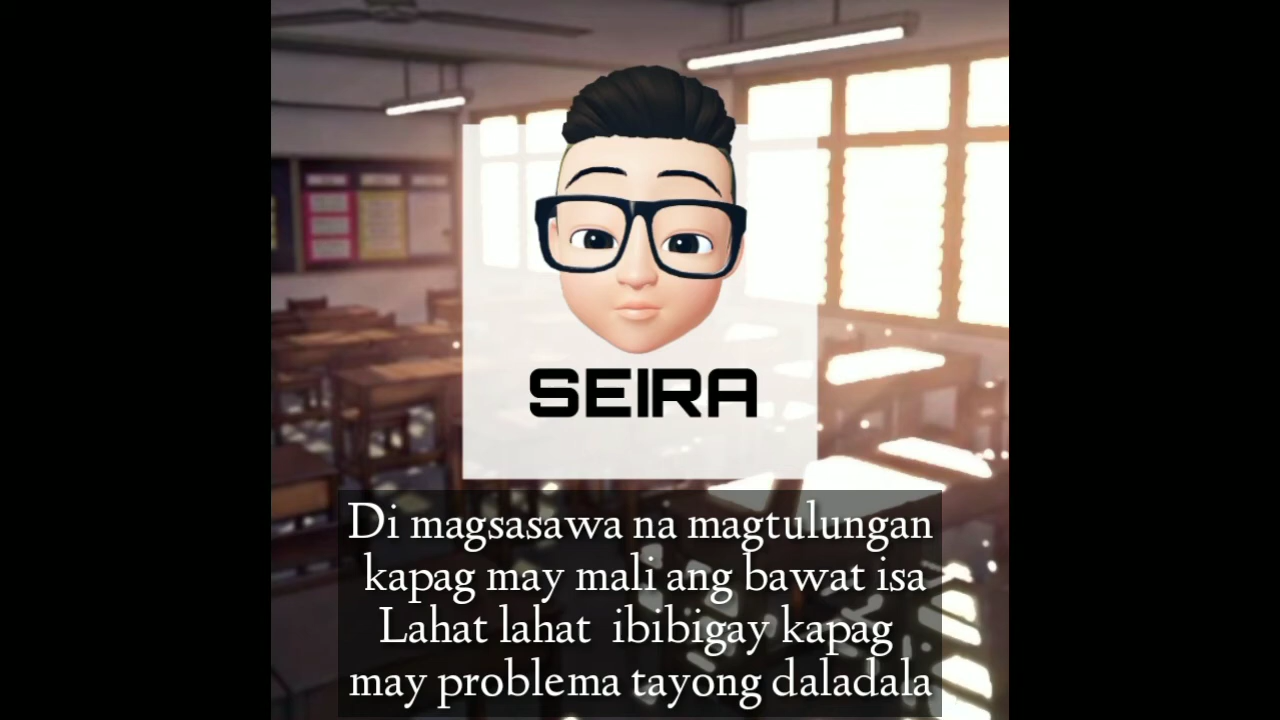 SEIRA
Di magsasawa na magtulungan
kapag may mali ang bawat isa
Lahat lahat ibibigay kapag
may problema tayong daladala